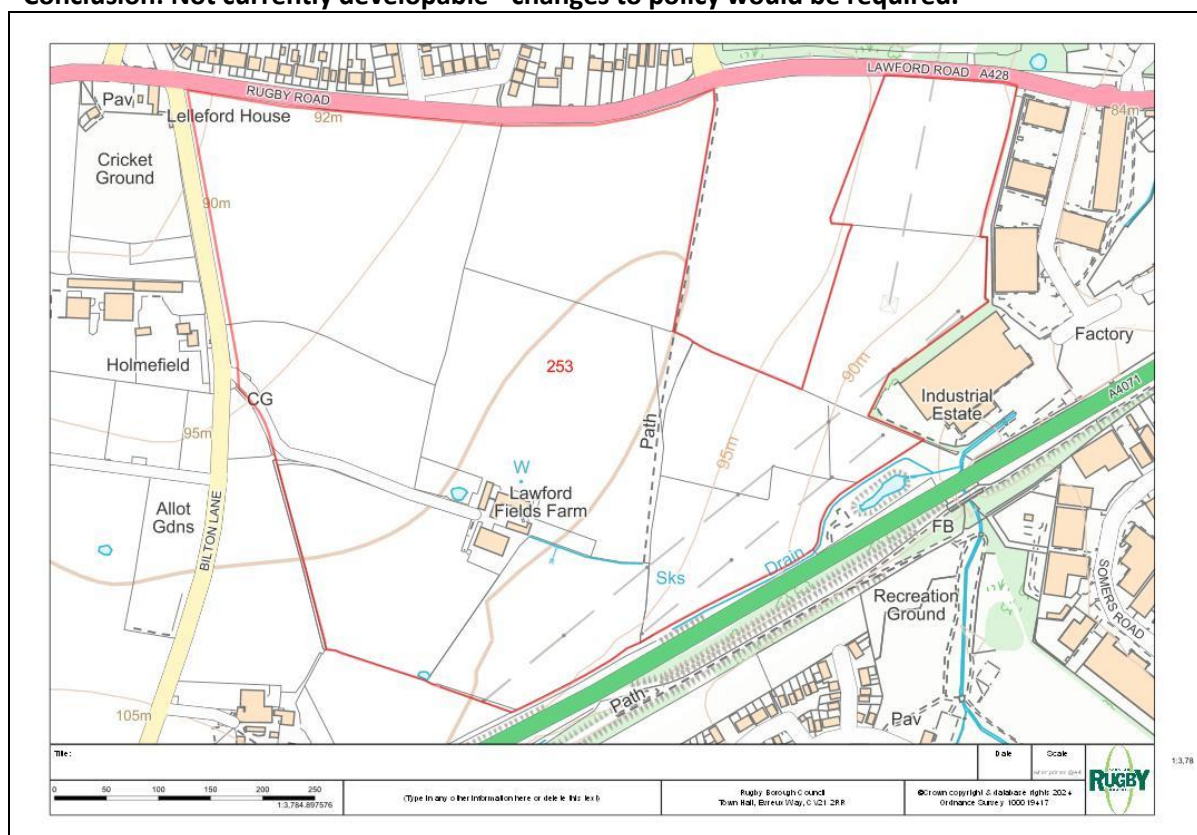 Conclusion: Not currently developable - changes to policy would be required.
RUGBY ROAD
LAWFORD ROAD A428
Pav
Lelleford House
92m
84m
Cricket
Ground
90m
Holmefield
253
Factory
CG
90m
Industrial
Estate
A4071
Path
95m
95m
W
Lawford
Fields Farm
Allot
Gdns
BILTON LANE
FB
Drain
Sks
Recreation
Ground
SOMERS ROAD
Path
105m
Pav
Title:
Date
Scale
1:3,78
0 50 100 150 200 250
1:3,784.897576
(Type in any other information here or delete this text)
Rugby Borough Council
Town Hall, Evreux Way, CV21 2RR
©Crown copyright & database rights 2024
Ordnance Survey 100019417
RUGBY